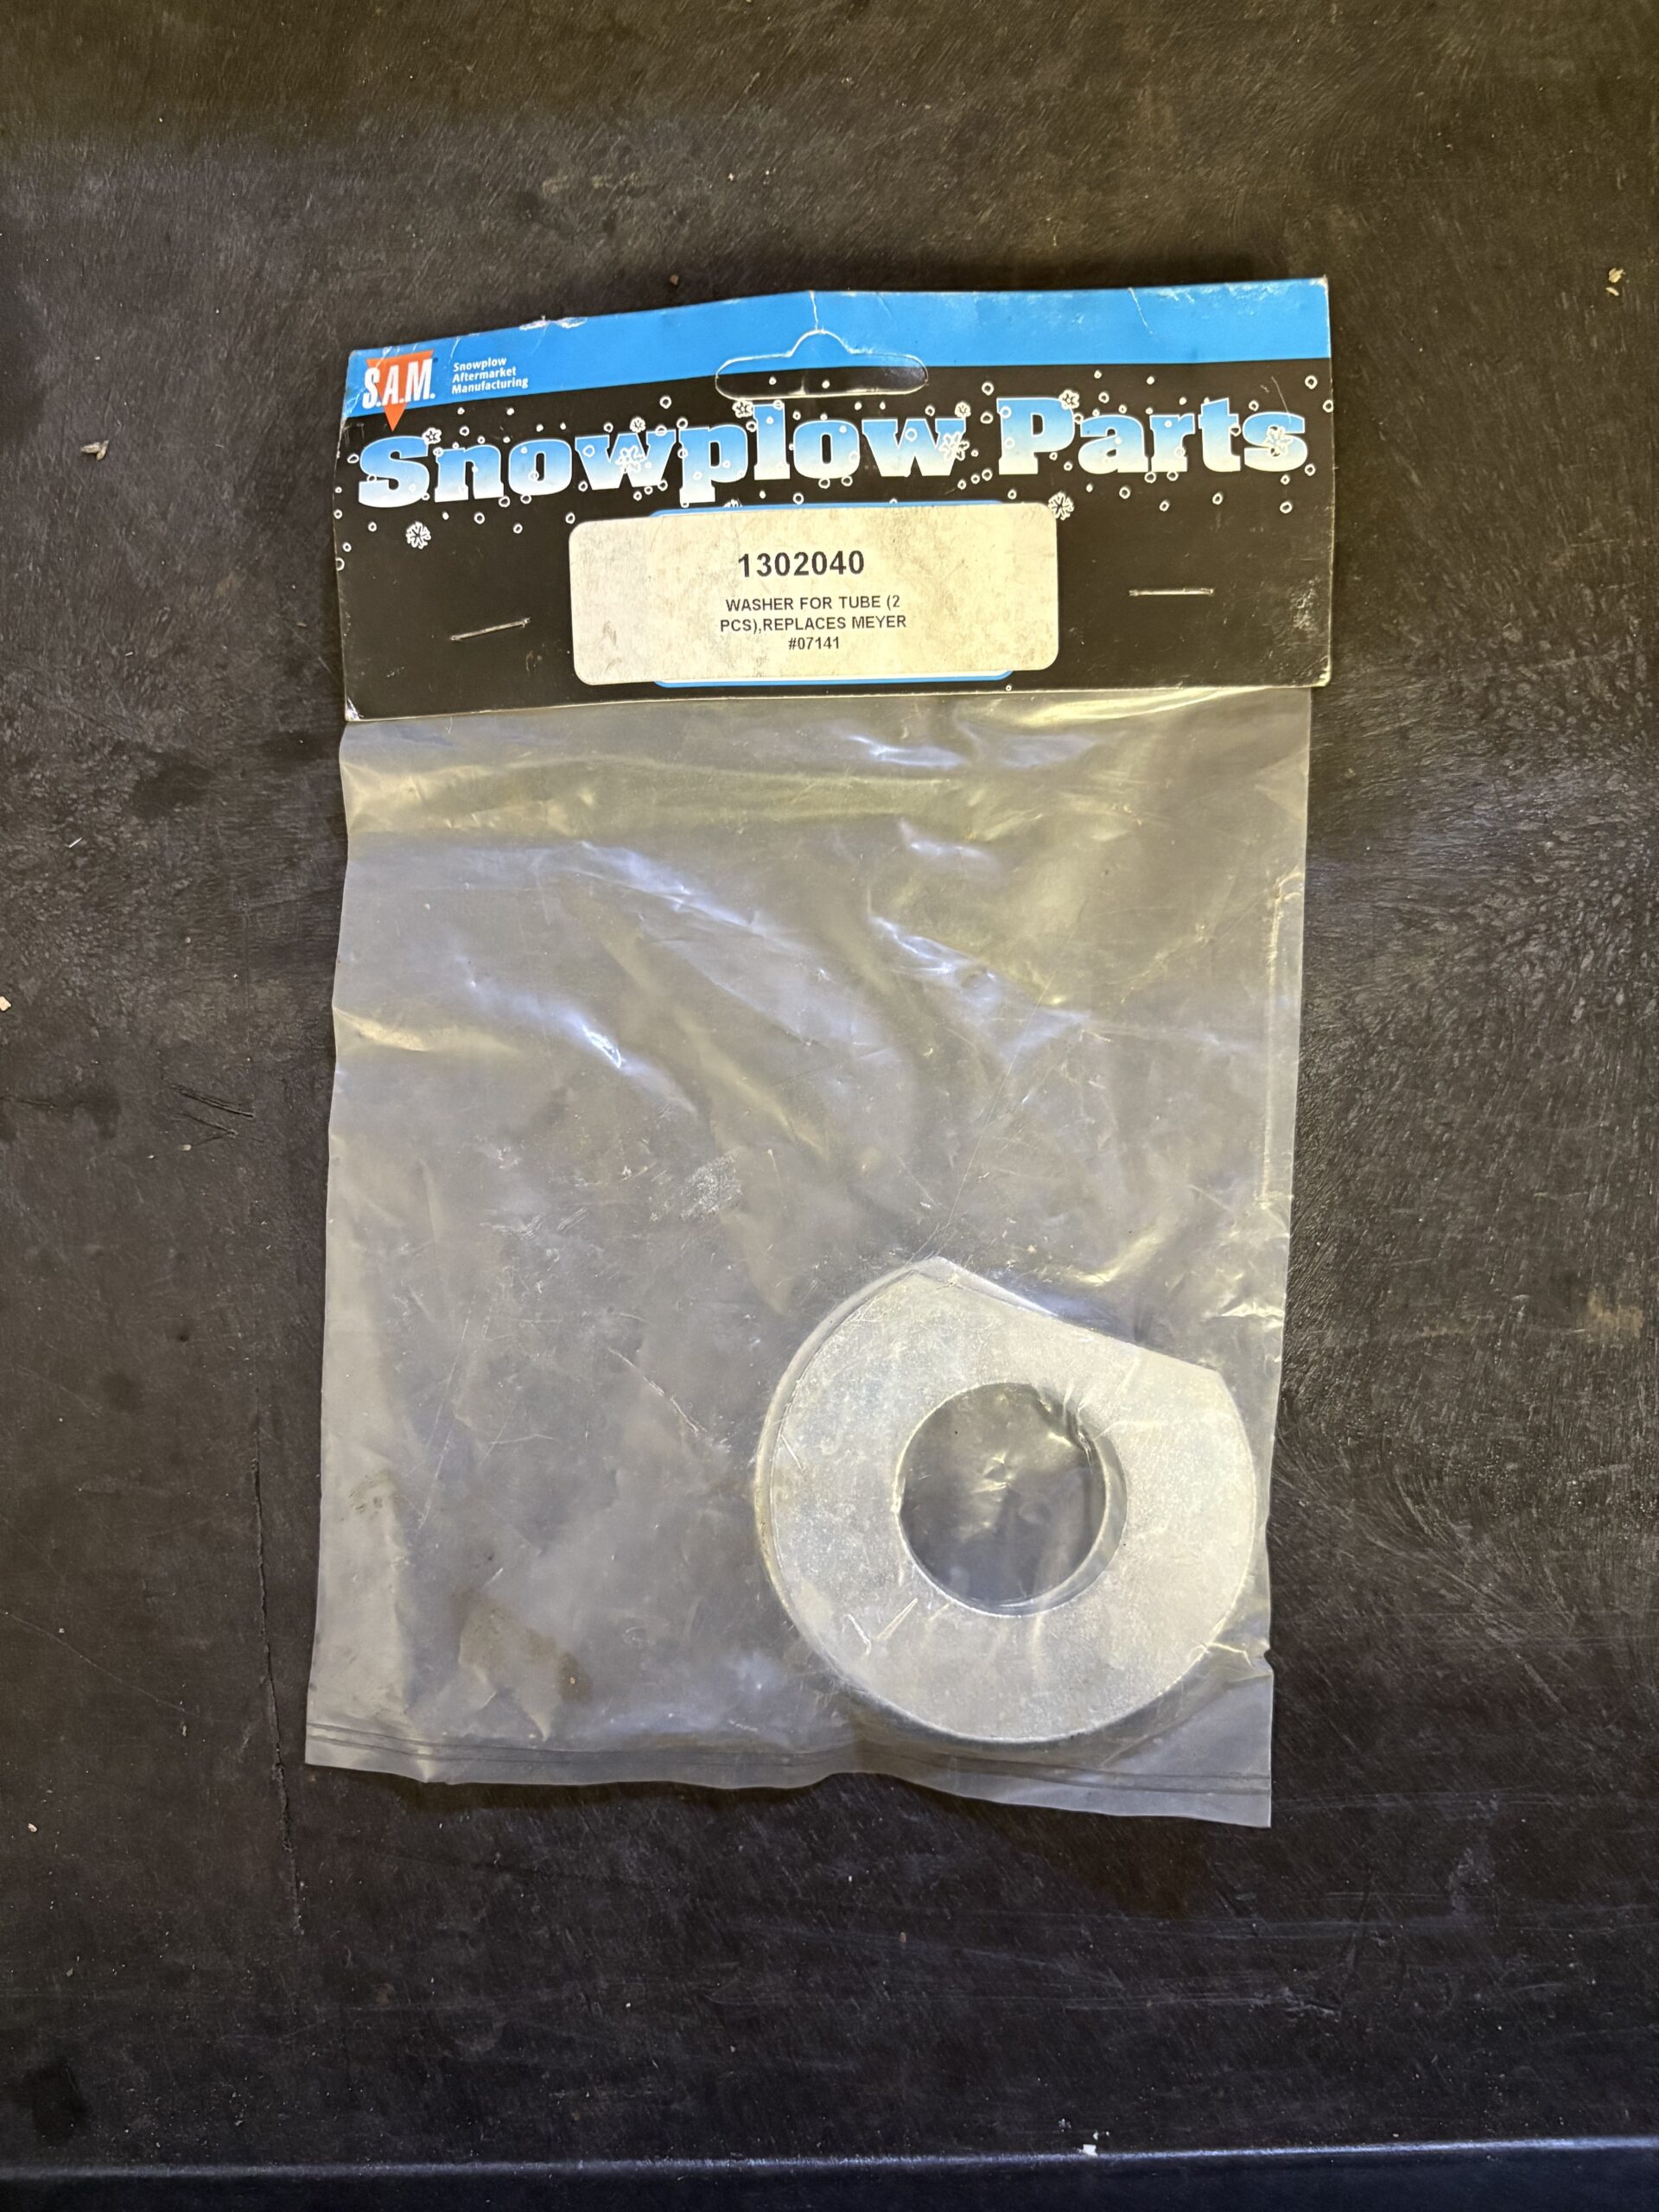 S.A.M.
Snowplow
Aftermarket
Manufacturing
Snowplow Parts
1302040
WASHER FOR TUBE (2
PCS),REPLACES MEYER
#07141